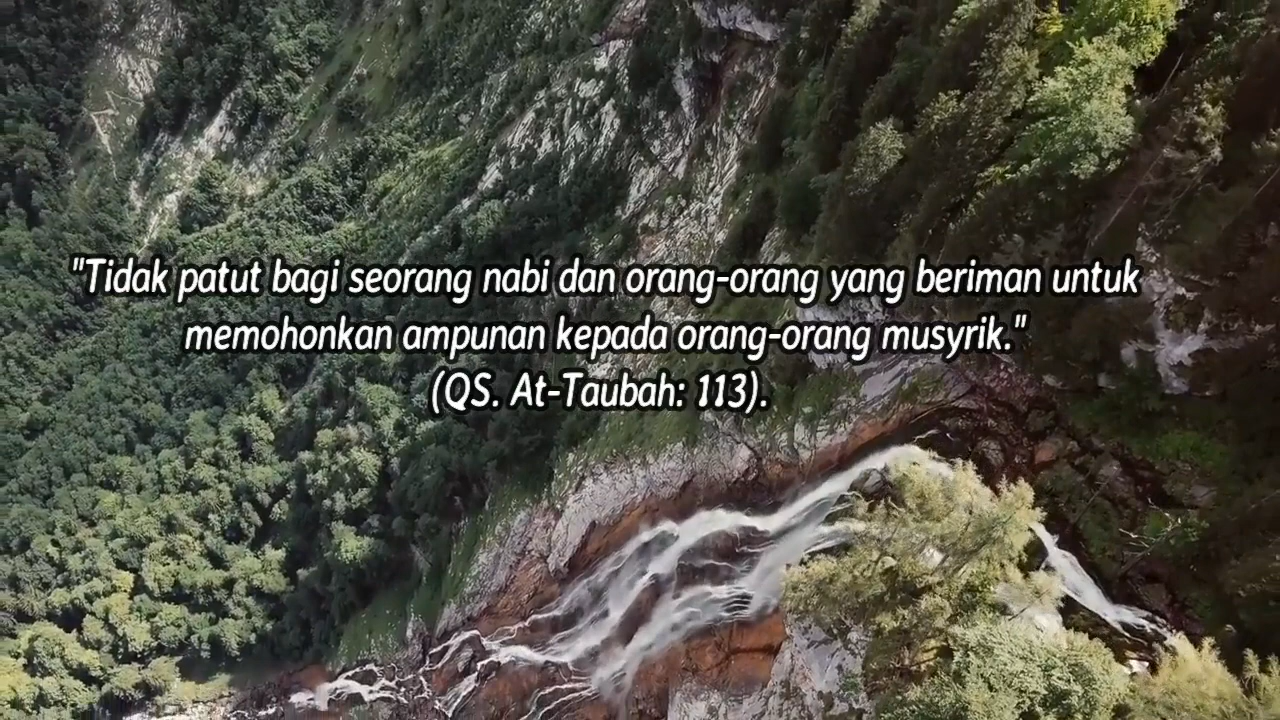 "Tidak patut bagi seorang nabi dan orang-orang yang beriman untuk
memohonkan ampunan kepada orang-orang musyrik."
(QS. At-Taubah: 113).